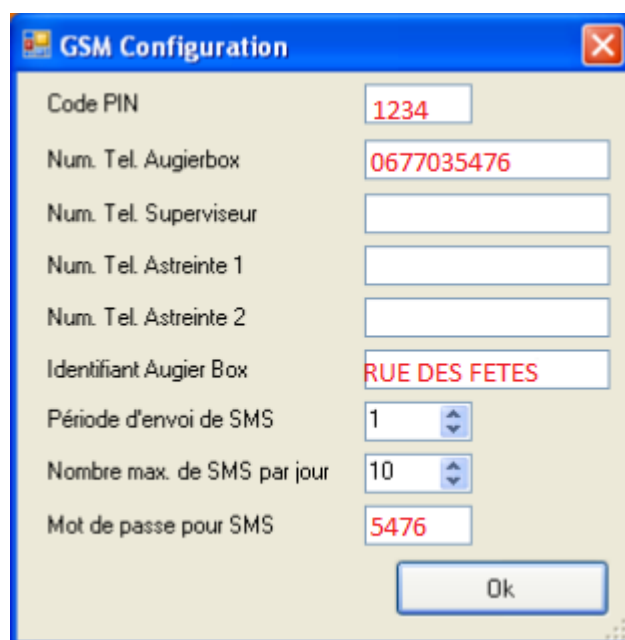 GSM Configuration
Code PIN 1234
Num. Tel. Augierbox 0677035476
Num. Tel. Superviseur
Num. Tel. Astreinte 1
Num. Tel. Astreinte 2
Identifiant Augier Box RUE DES FETES
Période d'envoi de SMS 1
Nombre max. de SMS par jour 10
Mot de passe pour SMS 5476
Ok